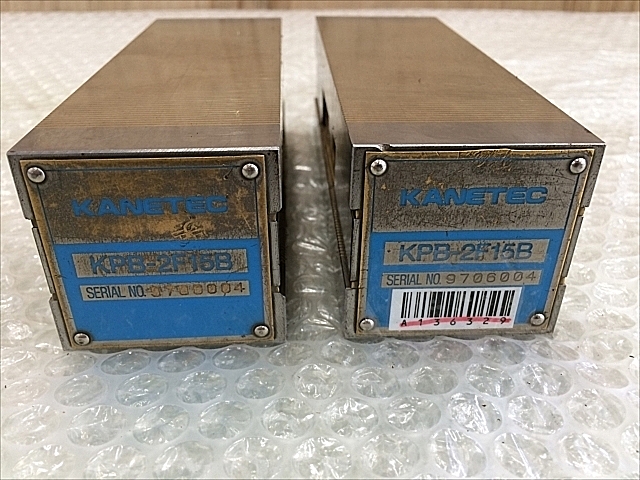 KANETEC
KPB-2F15B
SERIAL NO.
KANETEC
KPB-2F15B
SERIAL NO. 9706004
A136329